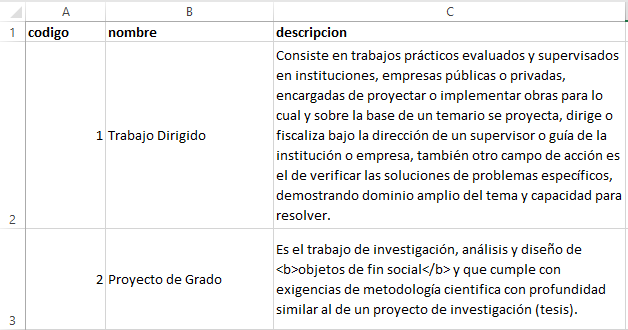 A B C
1 codigo nombre descripcion
Consiste en trabajos prácticos evaluados y supervisados
en instituciones, empresas públicas o privadas,
encargadas de proyectar o implementar obras para lo
cual y sobre la base de un temario se proyecta, dirige o
1 Trabajo Dirigido fiscaliza bajo la dirección de un supervisor o guía de la
institución o empresa, también otro campo de acción es
el de verificar las soluciones de problemas específicos,
demostrando dominio amplio del tema y capacidad para
2 resolver.
Es el trabajo de investigación, análisis y diseño de
2 Proyecto de Grado <b>objetos de fin social</b> y que cumple con
exigencias de metodología cientifica con profundidad
3 similar al de un proyecto de investigación (tesis).